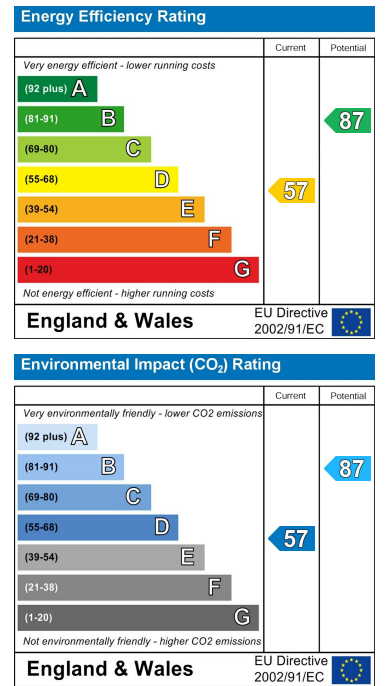 Energy Efficiency Rating
Current Potential
Very energy efficient - lower running costs
(92 plus) A
(81-91) B
87
(69-80) C
(55-68) D
57
(39-54) E
(21-38) F
(1-20) G
Not energy efficient - higher running costs
England & Wales
EU Directive
2002/91/EC
Environmental Impact (CO₂) Rating
Current Potential
Very environmentally friendly - lower CO2 emissions
(92 plus) A
(81-91) B
87
(69-80) C
(55-68) D
57
(39-54) E
(21-38) F
(1-20) G
Not environmentally friendly - higher CO2 emissions
England & Wales
EU Directive
2002/91/EC